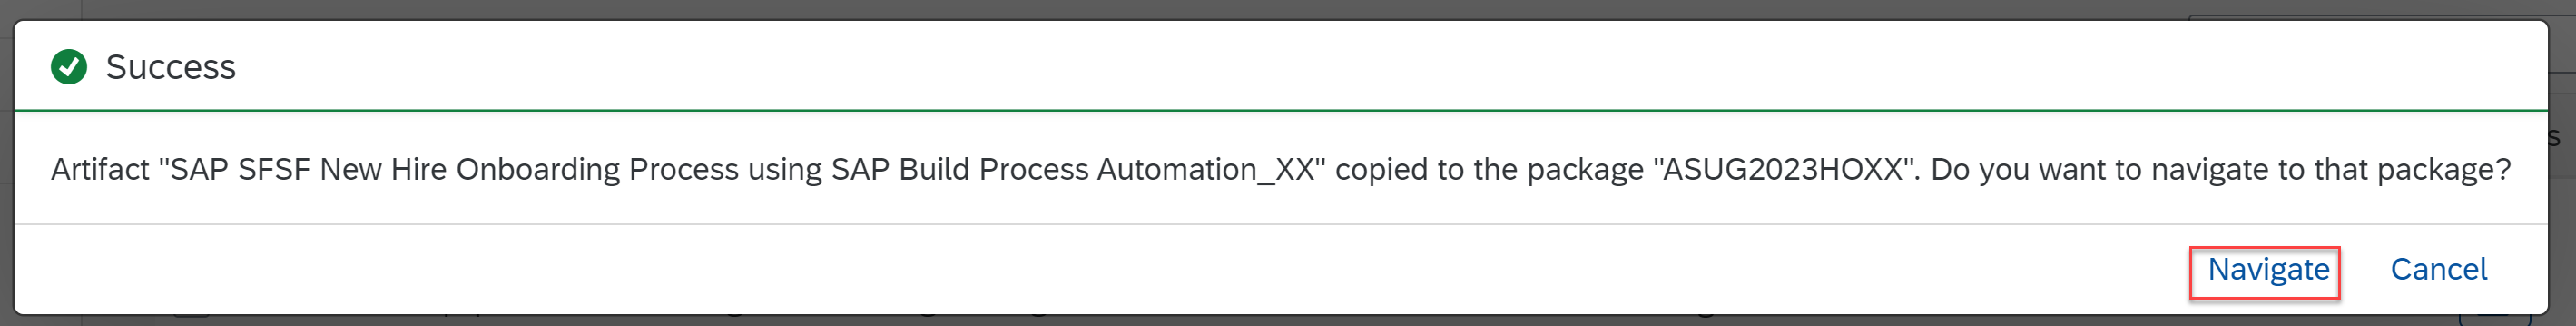 Success
Artifact "SAP SFSF New Hire Onboarding Process using SAP Build Process Automation_XX" copied to the package "ASUG2023HOXX". Do you want to navigate to that package?
Navigate Cancel